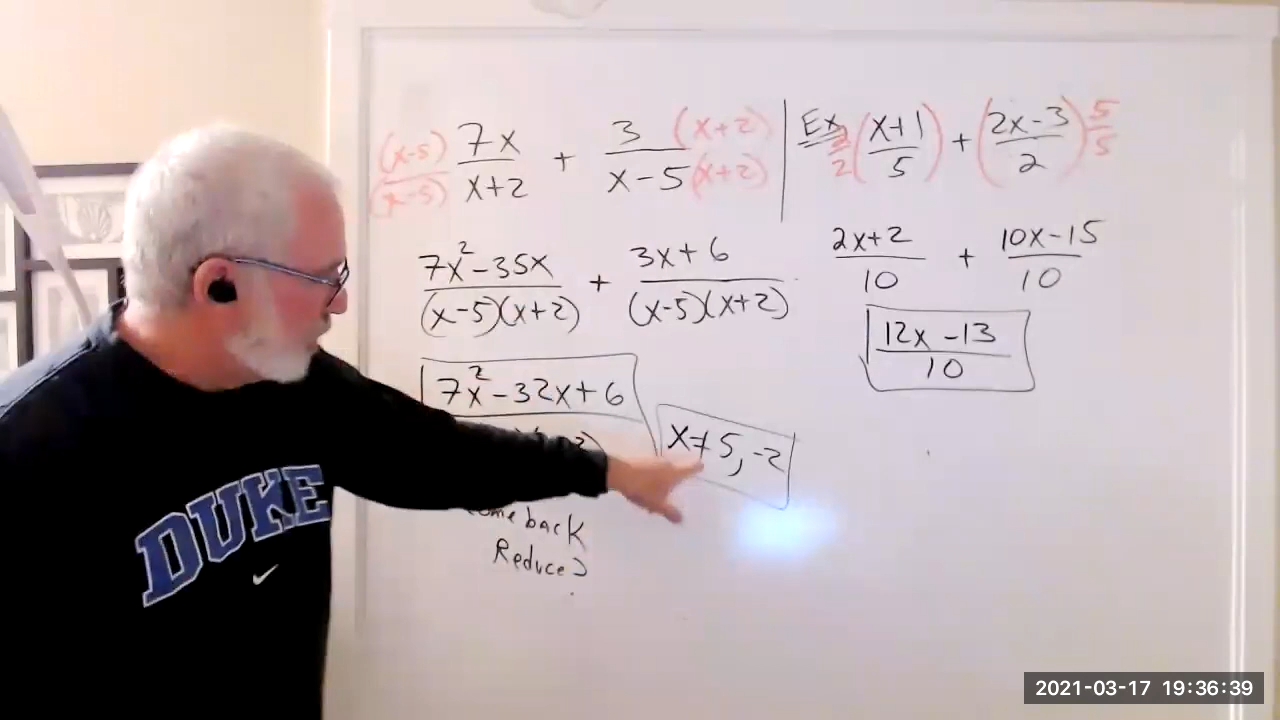 (x-5) 7x + 3 (x+2)
(x-5) x+2 x-5 (x+2)
7x²-35x + 3x+6
(x-5)(x+2) (x-5)(x+2)
7x²-32x+6
x≠5, -2
back
Reduce
Ex 2 (x+1) + (2x-3) 5
2 5 2 5
2x+2 + 10x-15
10 10
12x-13
10
DUKE
2021-03-17 19:36:39